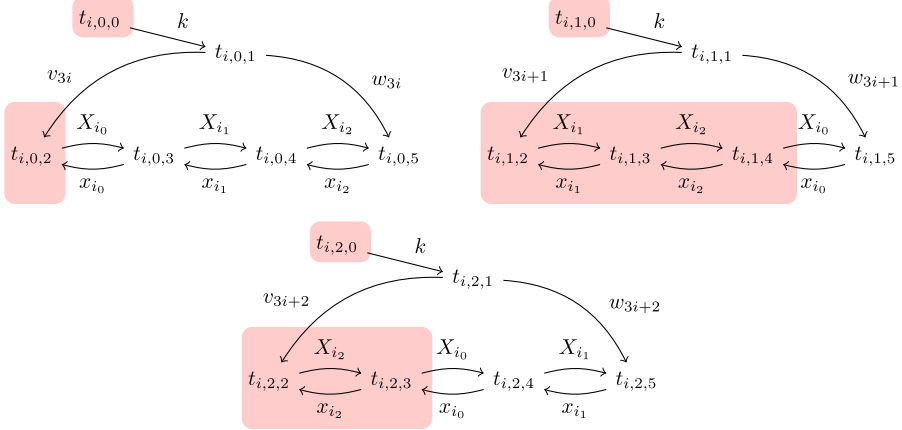 t_{i,0,0} k t_{i,1,0} k
t_{i,0,1} t_{i,1,1}
v_{3i} w_{3i} v_{3i+1} w_{3i+1}
X_{i_0} X_{i_1} X_{i_2} X_{i_1} X_{i_2} X_{i_0}
t_{i,0,2} t_{i,0,3} t_{i,0,4} t_{i,0,5} t_{i,1,2} t_{i,1,3} t_{i,1,4} t_{i,1,5}
x_{i_0} x_{i_1} x_{i_2} x_{i_1} x_{i_2} x_{i_0}
t_{i,2,0} k
t_{i,2,1}
v_{3i+2} w_{3i+2}
X_{i_2} X_{i_0} X_{i_1}
t_{i,2,2} t_{i,2,3} t_{i,2,4} t_{i,2,5}
x_{i_2} x_{i_0} x_{i_1}